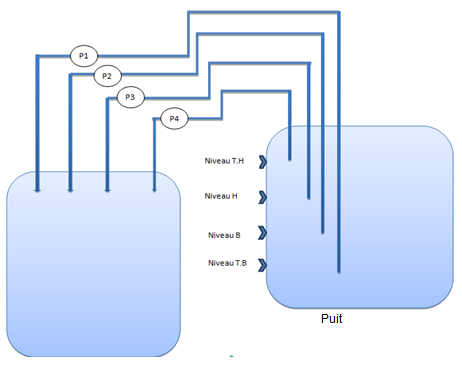 P1
P2
P3
P4
Niveau T.H
Niveau H
Niveau B
Niveau T.B
Puit